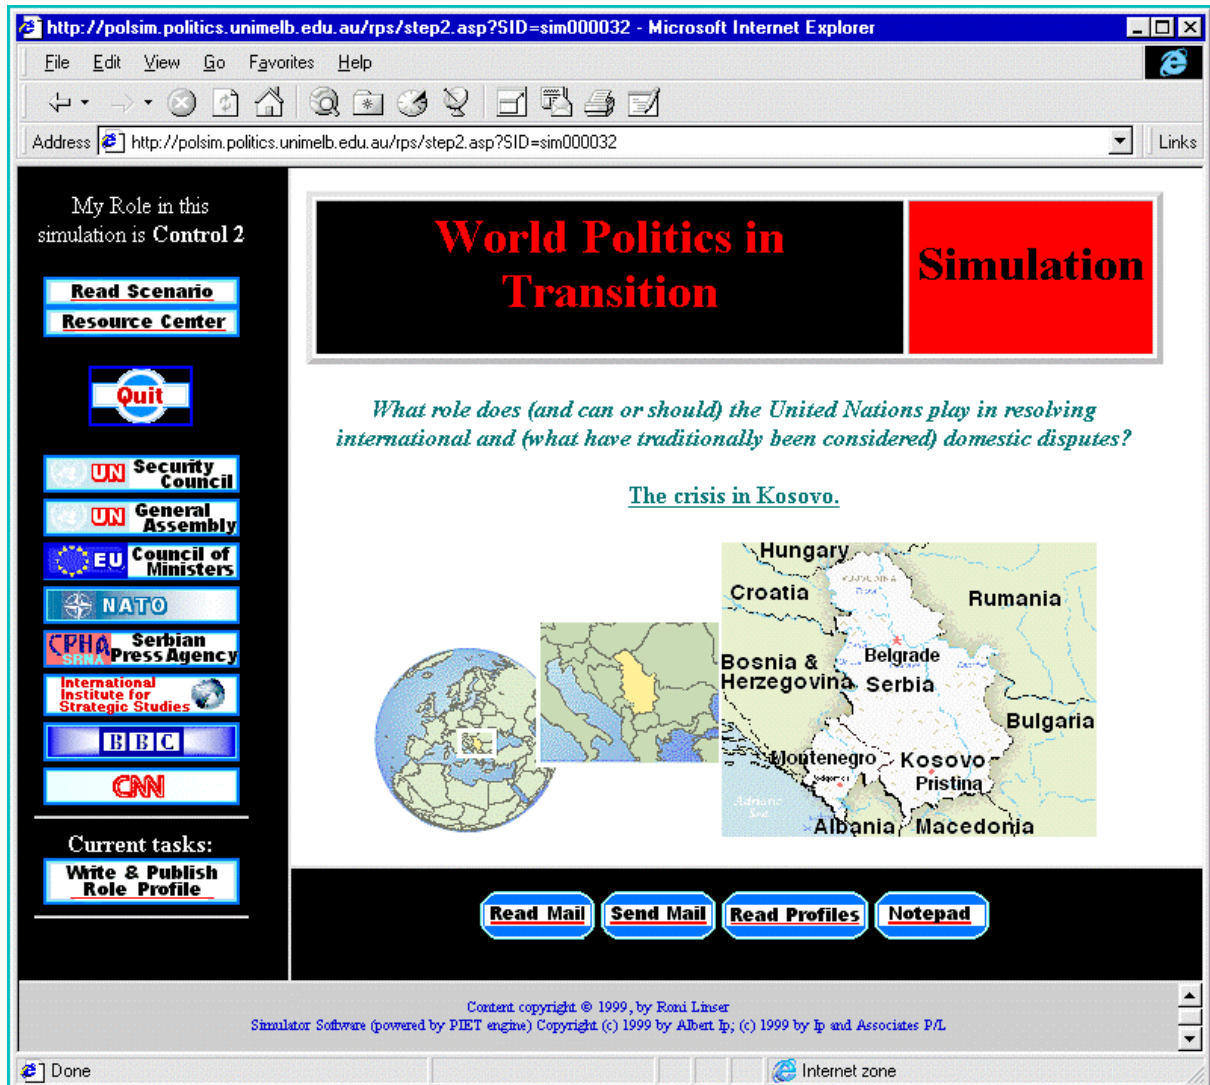 http://polsim.politics.unimelb.edu.au/rps/step2.asp?SID=sim000032 - Microsoft Internet Explorer
File Edit View Go Favorites Help
Address http://polsim.politics.unimelb.edu.au/rps/step2.asp?SID=sim000032 Links
My Role in this
simulation is Control 2
Read Scenario
Resource Center
Quit
UN Security
Council
UN General
Assembly
EU Council of
Ministers
NATO
СРНА Serbian
SRNA Press Agency
International
Institute for
Strategic Studies
BBC
CNN
Current tasks:
Write & Publish
Role Profile
World Politics in
Transition
Simulation
What role does (and can or should) the United Nations play in resolving
international and (what have traditionally been considered) domestic disputes?
The crisis in Kosovo.
Hungary
Croatia
Rumania
Belgrade
Bosnia &
Herzegovina
Serbia
Bulgaria
Montenegro
Kosovo
Pristina
Adriatic
Sea
Albania
Macedonia
Read Mail Send Mail Read Profiles Notepad
Content copyright © 1999, by Roni Linser
Simulator Software (powered by PIET engine) Copyright (c) 1999 by Albert Ip; (c) 1999 by Ip and Associates P/L
Done
Internet zone